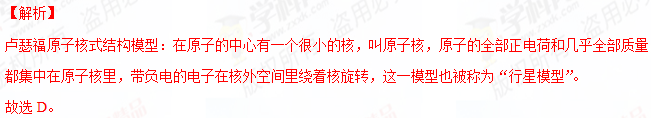 【解析】
卢瑟福原子核式结构模型：在原子的中心有一个很小的核，叫原子核，原子的全部正电荷和几乎全部质量
都集中在原子核里，带负电的电子在核外空间里绕着核旋转，这一模型也被称为“行星模型”。
故选 D。